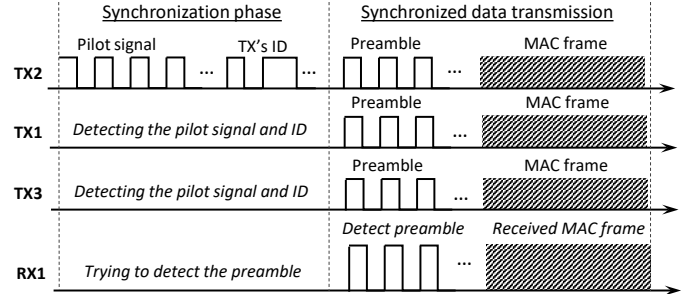 Synchronization phase Synchronized data transmission
Pilot signal TX's ID Preamble MAC frame
... ... ...
TX2
Preamble MAC frame
TX1 Detecting the pilot signal and ID ...
Preamble MAC frame
TX3 Detecting the pilot signal and ID ...
Detect preamble Received MAC frame
RX1 Trying to detect the preamble ...